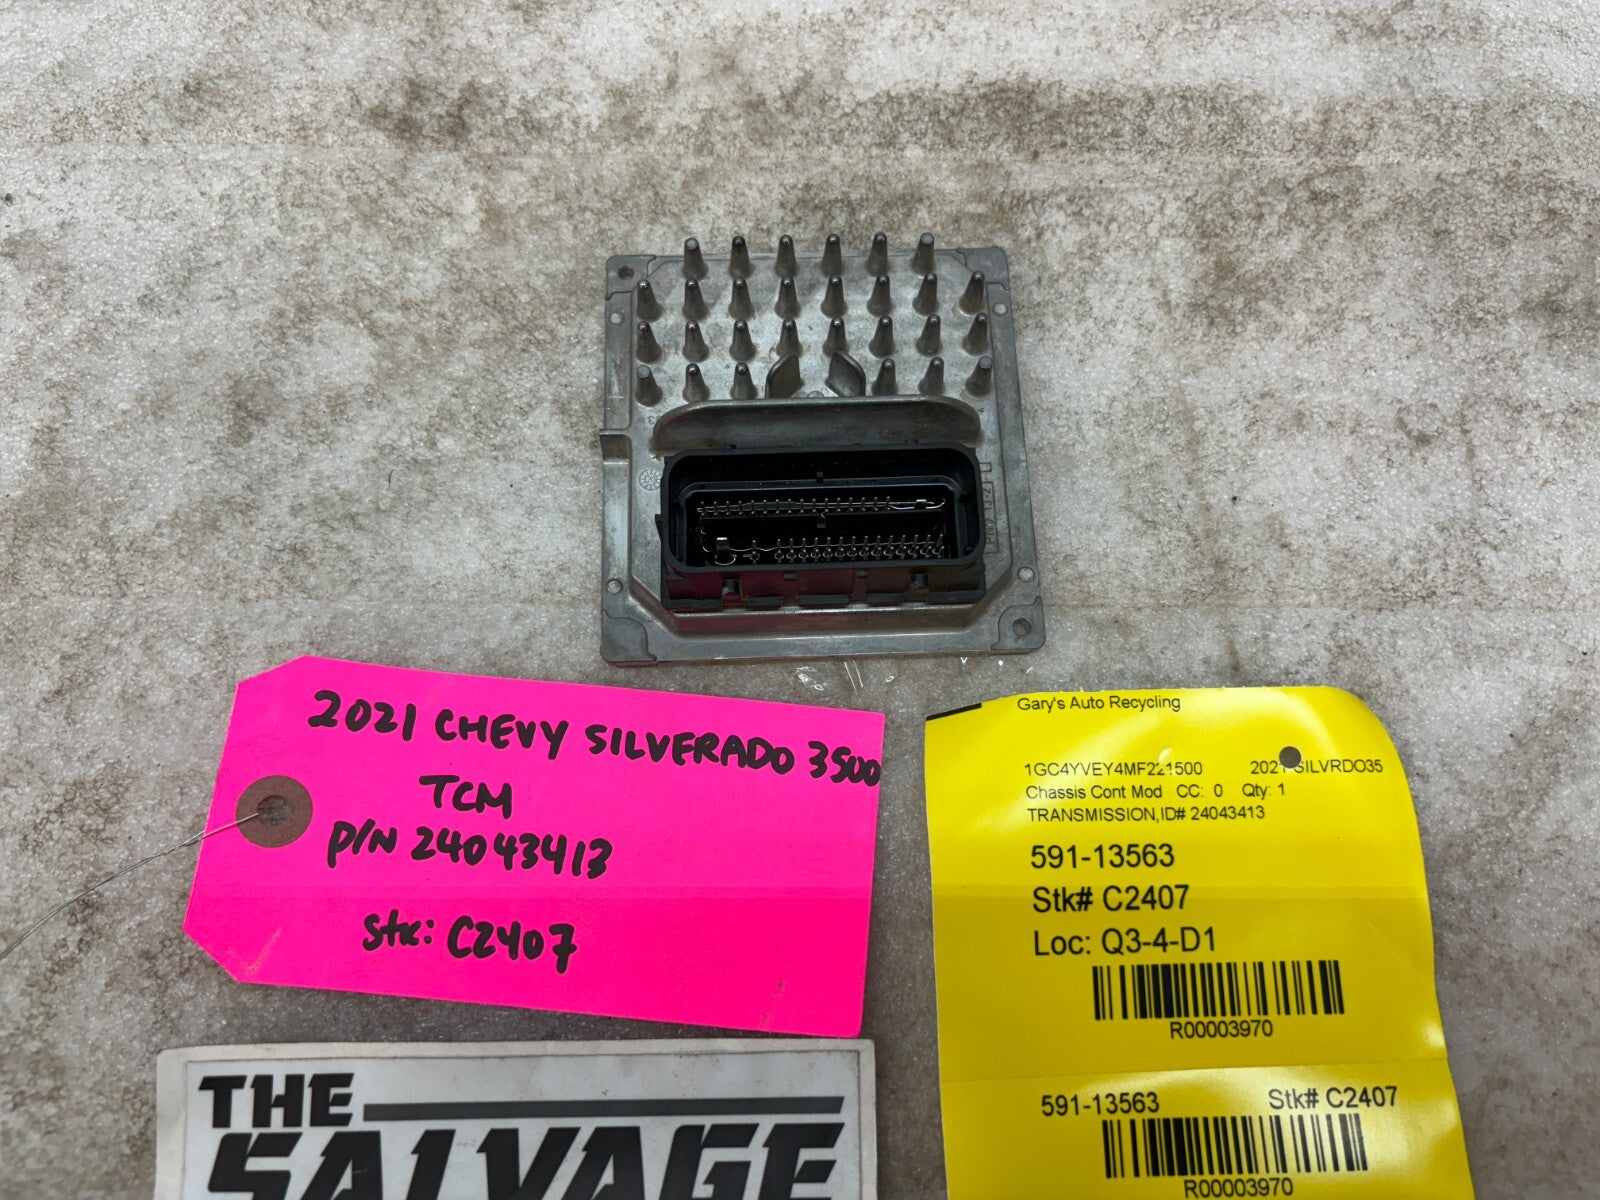 2021 CHEVY SILVERADO 3500
TCM
P/N 24043413
Stk: C2407
Gary's Auto Recycling
1GC4YVEY4MF221500 2021 SILVRDO35
Chassis Cont Mod CC: 0 Qty: 1
TRANSMISSION,ID# 24043413
591-13563
Stk# C2407
Loc: Q3-4-D1
R00003970
591-13563 Stk# C2407
R00003970
THE
SALVAGE